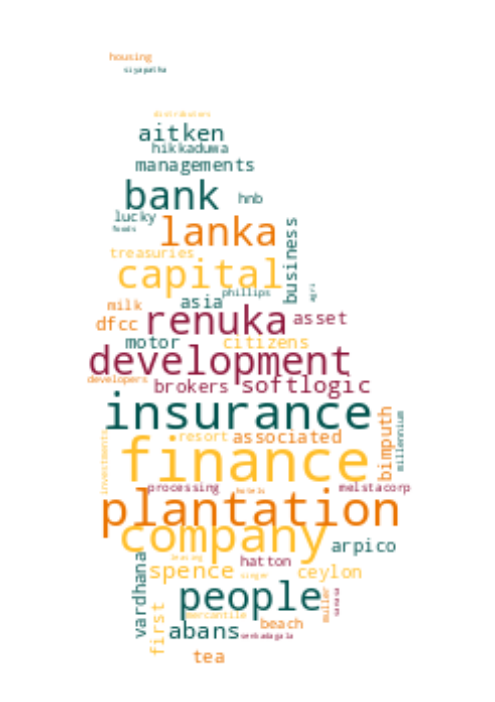 housing
siyapatha
distributors
aitken
hikkaduwa
managements
bank
hnb
lucky
foods
lanka
business
treasuries
capital
phillips
agri
asia
milk
renuka
asset
dfcc
motor
citizens
development
developers
brokers
softlogic
insurance
bimputh
millennium
resort
associated
investments
finance
processing
hotels
melstacorp
plantation
company
arpico
leasing
hatton
vardhana
spence
singer
ceylon
people
muller
sanasa
first
mercantile
beach
abans
senkadagala
tea